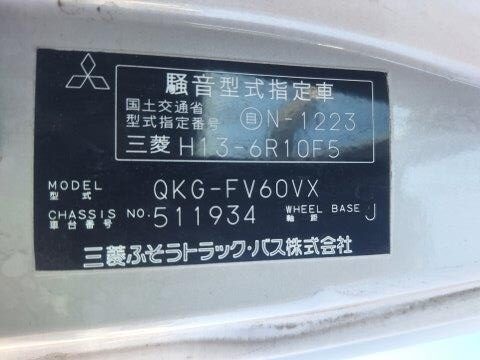 騒音型式指定車
国土交通省
型式指定番号 自N-1223
三菱 H13-6R10F5
MODEL 型式 QKG-FV60VX
CHASSIS NO. 車台番号 511934 WHEEL BASE 軸距 J
三菱ふそうトラック・バス株式会社